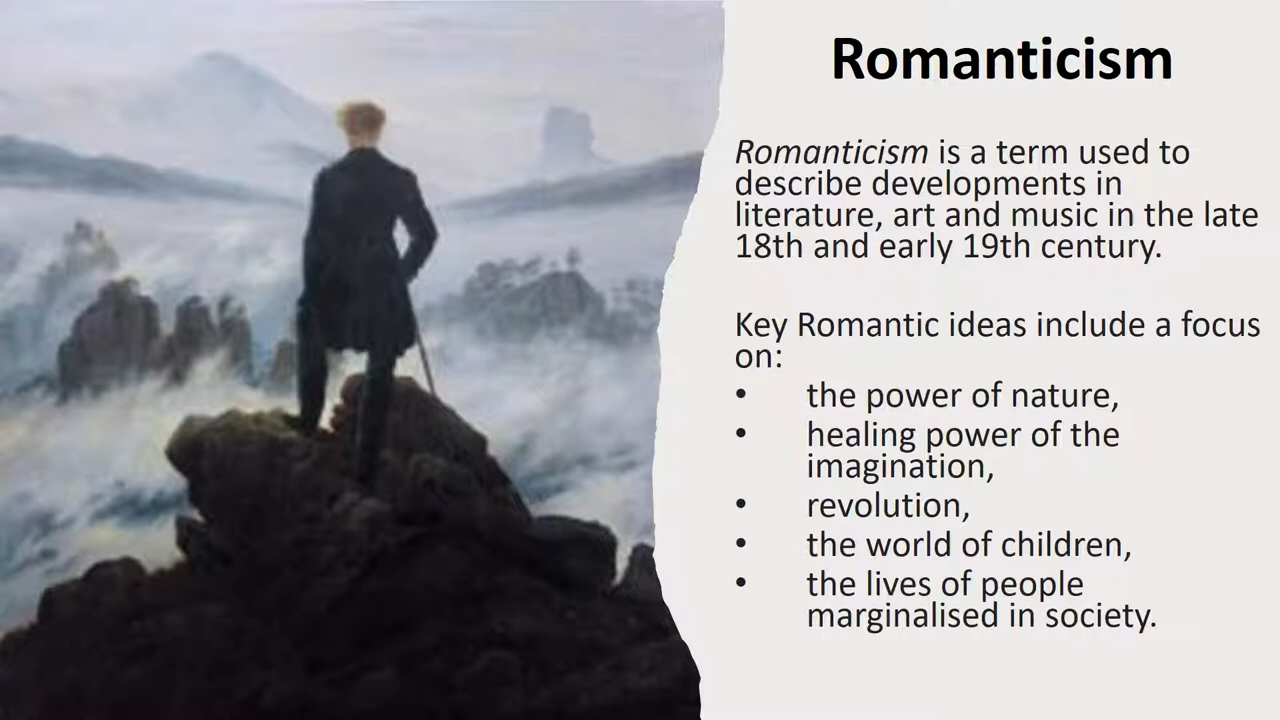 Romanticism
Romanticism is a term used to
describe developments in
literature, art and music in the late
18th and early 19th century.
Key Romantic ideas include a focus
on:
• the power of nature,
• healing power of the
imagination,
• revolution,
• the world of children,
• the lives of people
marginalised in society.